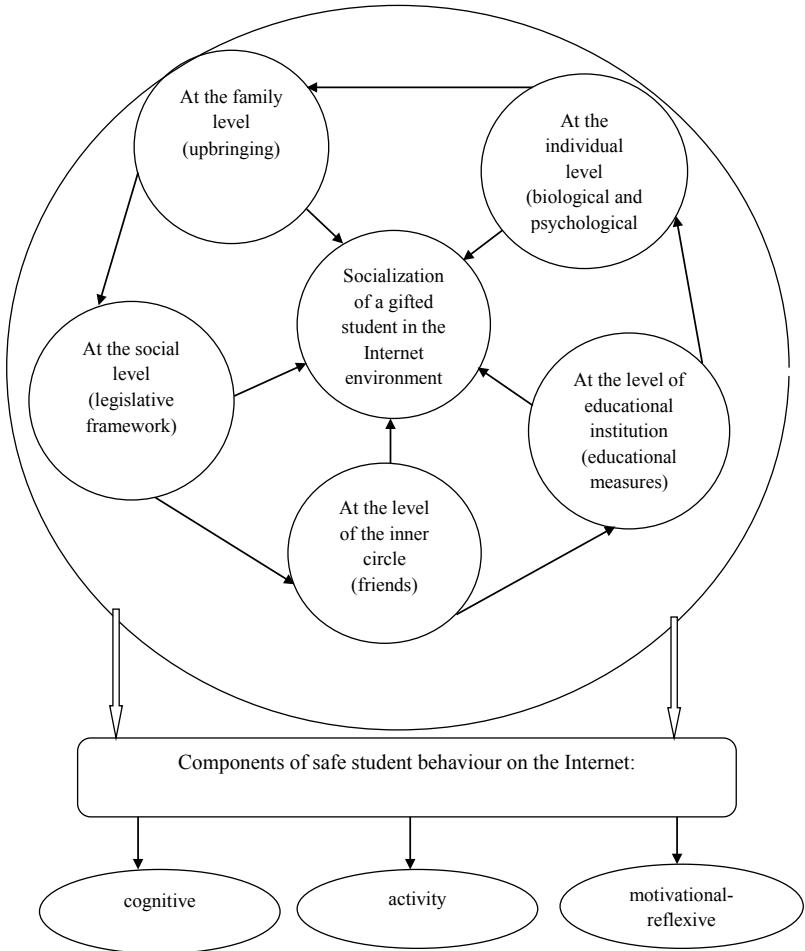 At the family
level
(upbringing)
At the
individual
level
(biological and
psychological
Socialization
of a gifted
student in the
Internet
environment
At the social
level
(legislative
framework)
At the level of
educational
institution
(educational
measures)
At the level
of the inner
circle
(friends)
Components of safe student behaviour on the Internet:
cognitive
activity
motivational-
reflexive